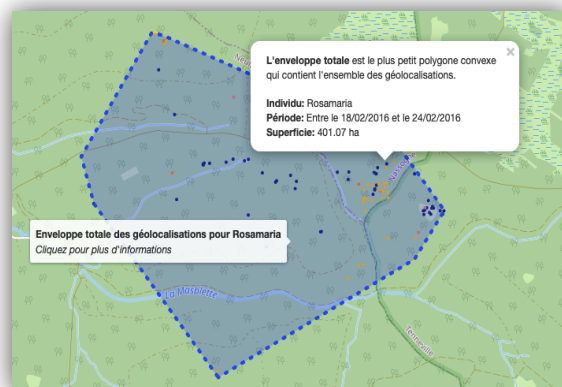 L'enveloppe totale est le plus petit polygone convexe
qui contient l'ensemble des géolocalisations.
Individu: Rosamaria
Période: Entre le 18/02/2016 et le 24/02/2016
Superficie: 401.07 ha
×
Enveloppe totale des géolocalisations pour Rosamaria
Cliquez pour plus d'informations
La Masblette
Tenneville